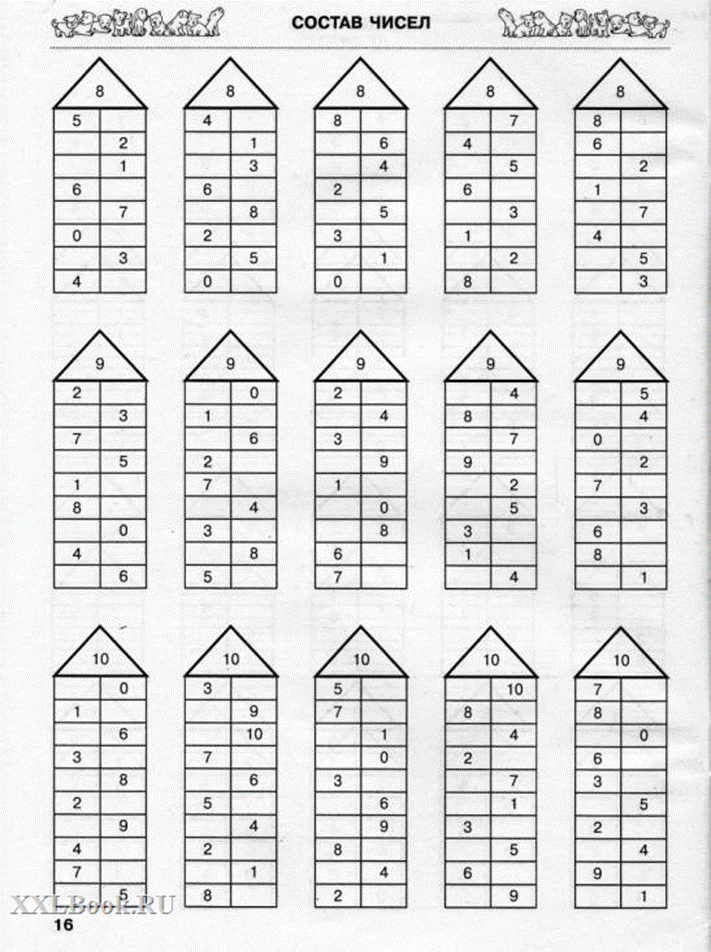 СОСТАВ ЧИСЕЛ
8 8 8 8 8
5 4 8 7 8
2 1 6 4 6
1 3 4 5 2
6 6 2 6 1
7 8 5 3 7
0 2 3 1 4
3 5 1 2 5
4 0 0 8 3
9 9 9 9 9
2 0 2 4 5
3 1 4 8 4
7 6 3 7 0
5 2 9 9 2
1 7 1 2 7
8 4 0 5 3
0 3 8 3 6
4 8 6 1 8
6 5 7 4 1
10 10 10 10 10
0 3 5 10 7
1 9 7 8 8
6 10 1 4 0
3 7 0 2 6
8 6 3 7 3
2 5 6 1 5
9 4 9 3 2
4 2 8 5 4
7 1 4 6 9
5 8 2 9 1
XXLBook.RU
16